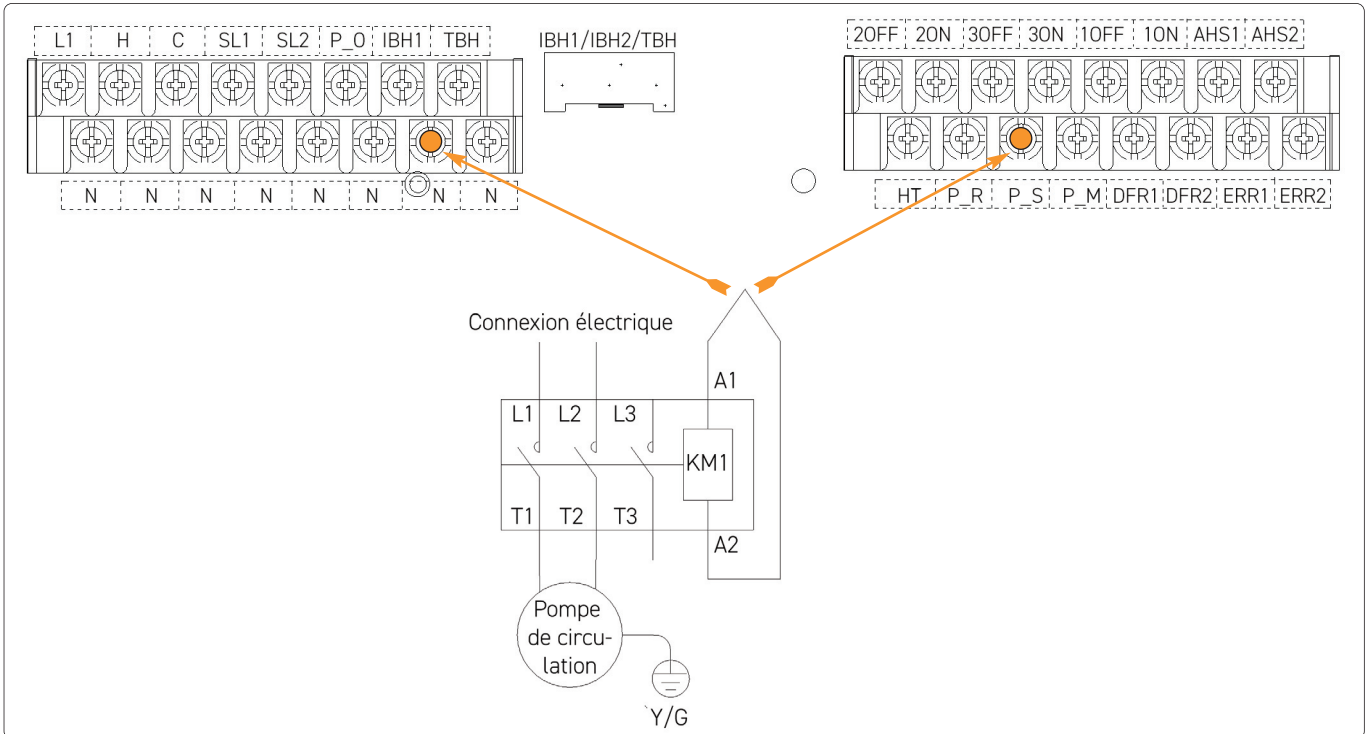 L1 H C SL1 SL2 P_O IBH1 TBH
IBH1/IBH2/TBH
2OFF 2ON 3OFF 3ON 1OFF 1ON AHS1 AHS2
N N N N N N N N
HT P_R P_S P_M DFR1 DFR2 ERR1 ERR2
Connexion électrique
A1
L1 L2 L3
KM1
T1 T2 T3
A2
Pompe
de circu-
lation
`Y/G